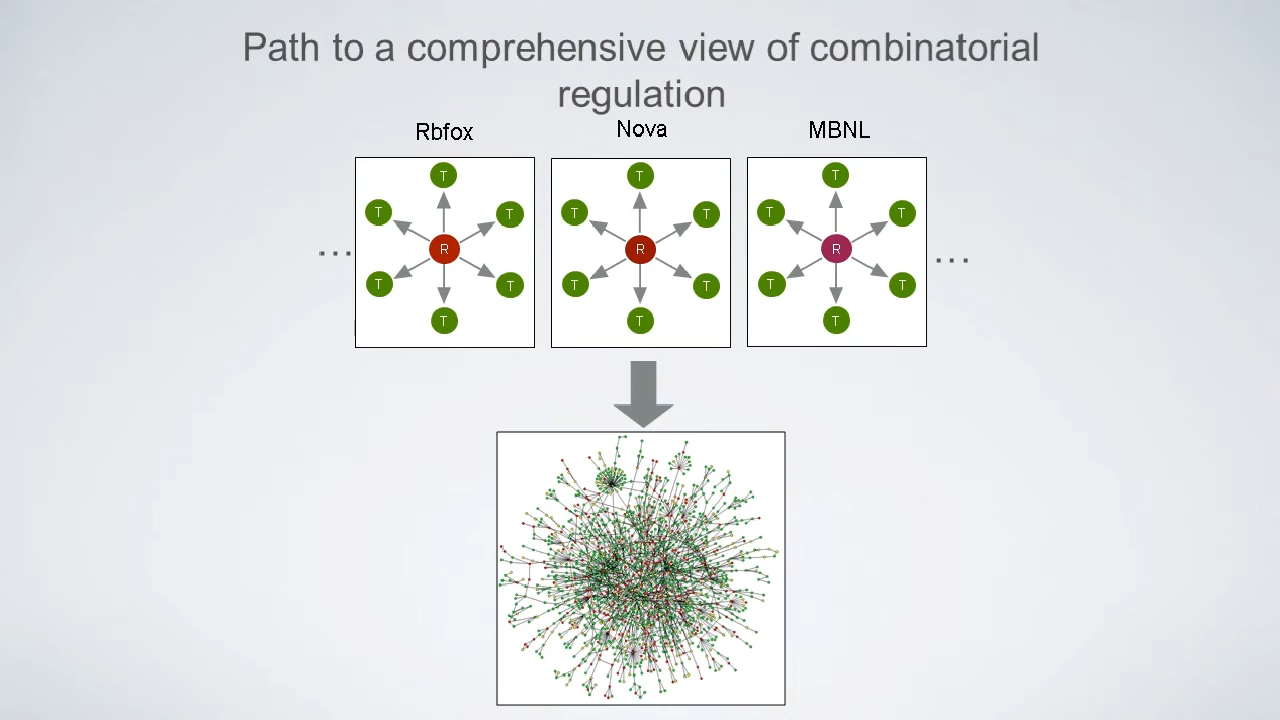 Path to a comprehensive view of combinatorial
regulation
Rbfox Nova MBNL
T T T
T T T T T T
... R R R ...
T T T T T T
T T T